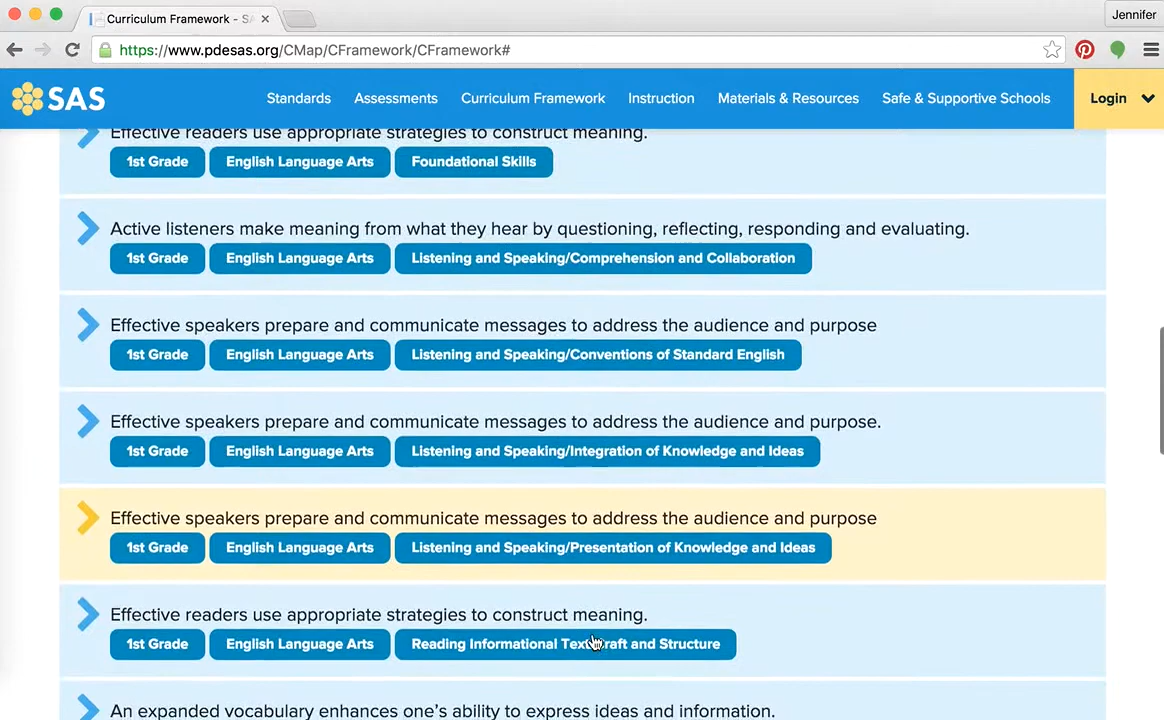 Curriculum Framework - SA
Jennifer
https://www.pdesas.org/CMap/CFramework/CFramework#
SAS
Standards Assessments Curriculum Framework Instruction Materials & Resources Safe & Supportive Schools Login
Effective readers use appropriate strategies to construct meaning.
1st Grade English Language Arts Foundational Skills
Active listeners make meaning from what they hear by questioning, reflecting, responding and evaluating.
1st Grade English Language Arts Listening and Speaking/Comprehension and Collaboration
Effective speakers prepare and communicate messages to address the audience and purpose
1st Grade English Language Arts Listening and Speaking/Conventions of Standard English
Effective speakers prepare and communicate messages to address the audience and purpose.
1st Grade English Language Arts Listening and Speaking/Integration of Knowledge and Ideas
Effective speakers prepare and communicate messages to address the audience and purpose
1st Grade English Language Arts Listening and Speaking/Presentation of Knowledge and Ideas
Effective readers use appropriate strategies to construct meaning.
1st Grade English Language Arts Reading Informational Text/Craft and Structure
An expanded vocabulary enhances one’s ability to express ideas and information.